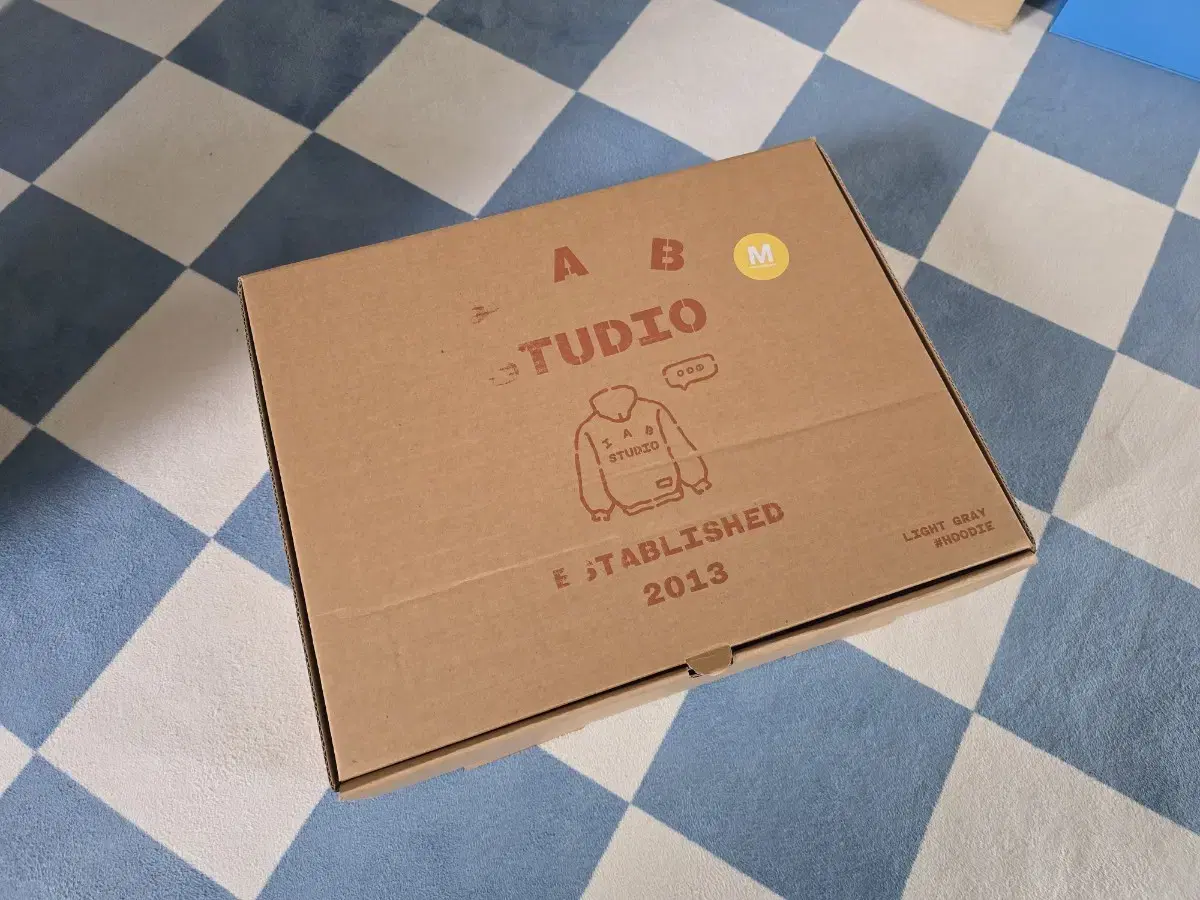 A B
M
STUDIO
I A B
STUDIO
ESTABLISHED
2013
LIGHT GRAY
#HOODIE